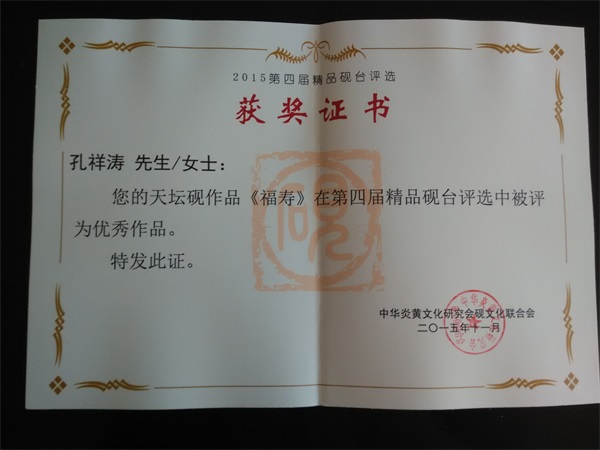 2015第四届精品砚台评选
获奖证书
孔祥涛 先生/女士：
您的天坛砚作品《福寿》在第四届精品砚台评选中被评
为优秀作品。
特发此证。
砚
中华炎黄文化研究会砚文化联合会
二〇一五年十一月